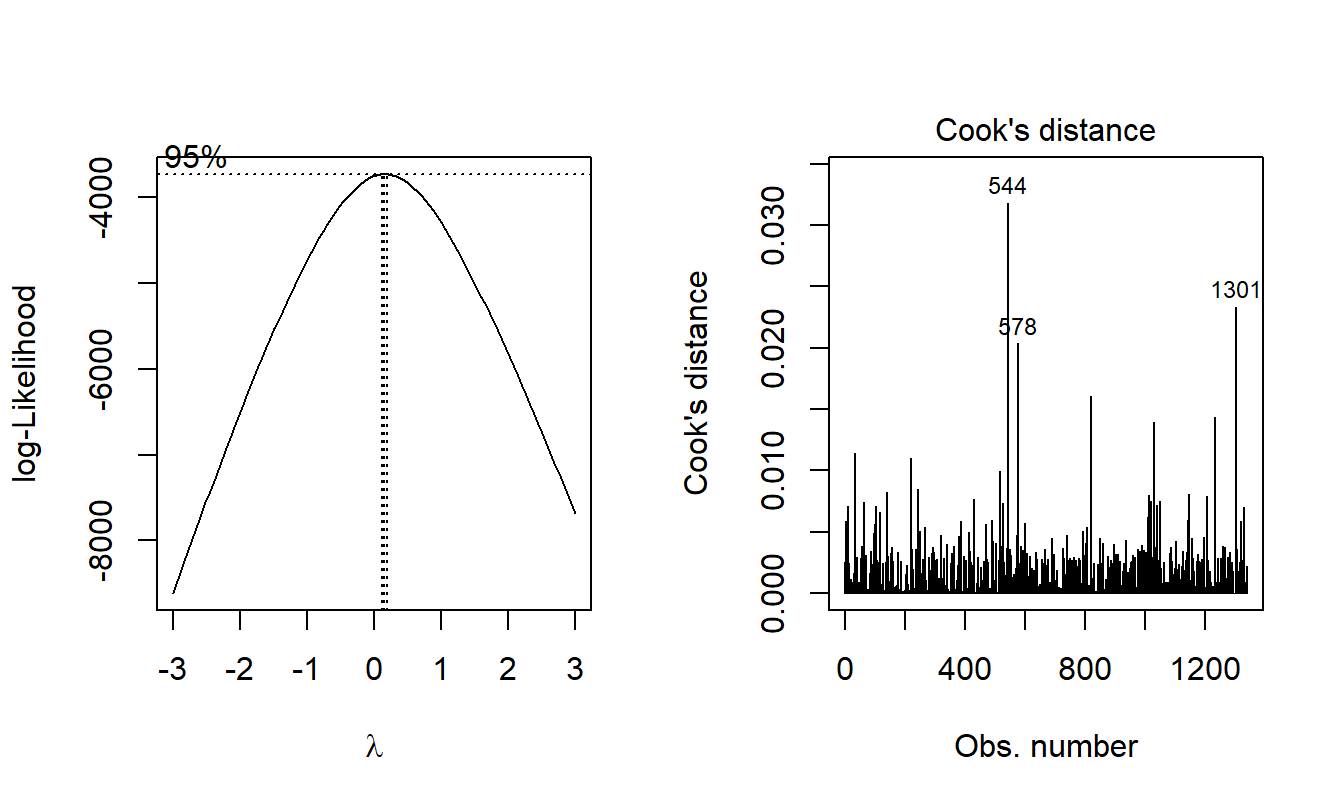 95%
log-Likelihood
-4000
-6000
-8000
-3 -2 -1 0 1 2 3
λ
Cook's distance
Cook's distance
0.030
0.020
0.010
0.000
544
578
1301
0 400 800 1200
Obs. number